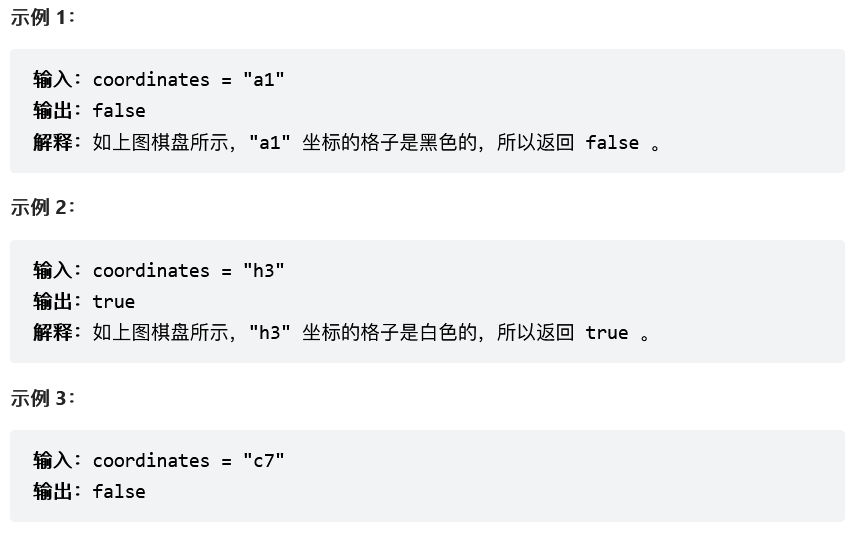 示例 1：
输入：coordinates = "a1"
输出：false
解释：如上图棋盘所示，"a1" 坐标的格子是黑色的，所以返回 false 。
示例 2：
输入：coordinates = "h3"
输出：true
解释：如上图棋盘所示，"h3" 坐标的格子是白色的，所以返回 true 。
示例 3：
输入：coordinates = "c7"
输出：false